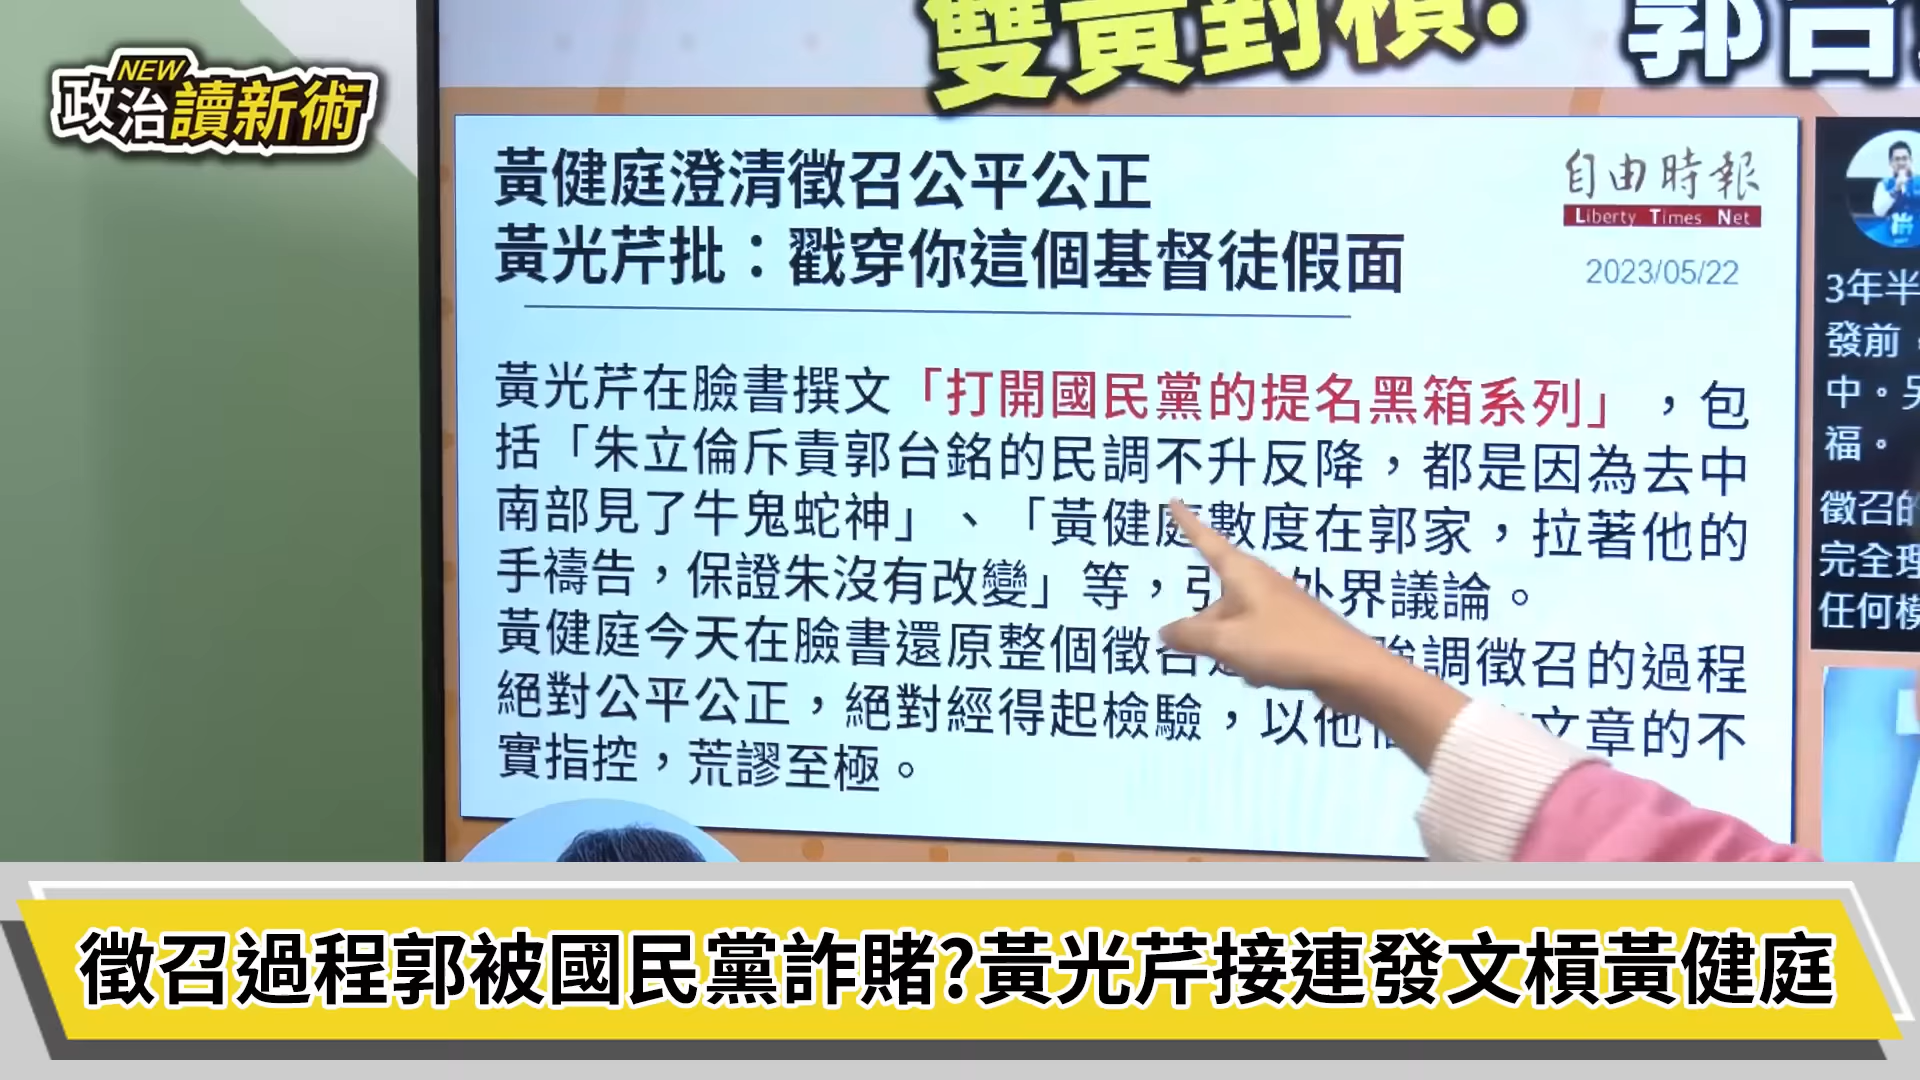 NEW
政治讀新術
雙黃對槓!
郭台
黃健庭澄清徵召公平公正
黃光芹批：戳穿你這個基督徒假面
自由時報
Liberty Times Net
2023/05/22
黃光芹在臉書撰文「打開國民黨的提名黑箱系列」，包
括「朱立倫斥責郭台銘的民調不升反降，都是因為去中
南部見了牛鬼蛇神」、「黃健庭數度在郭家，拉著他的
手禱告，保證朱沒有改變」等，引 外界議論。
黃健庭今天在臉書還原整個徵召 強調徵召的過程
絕對公平公正，絕對經得起檢驗，以他 文章的不
實指控，荒謬至極。
3年半
發前，
中。另
福。
徵召的
完全理
任何模
徵召過程郭被國民黨詐賭?黃光芹接連發文槓黃健庭